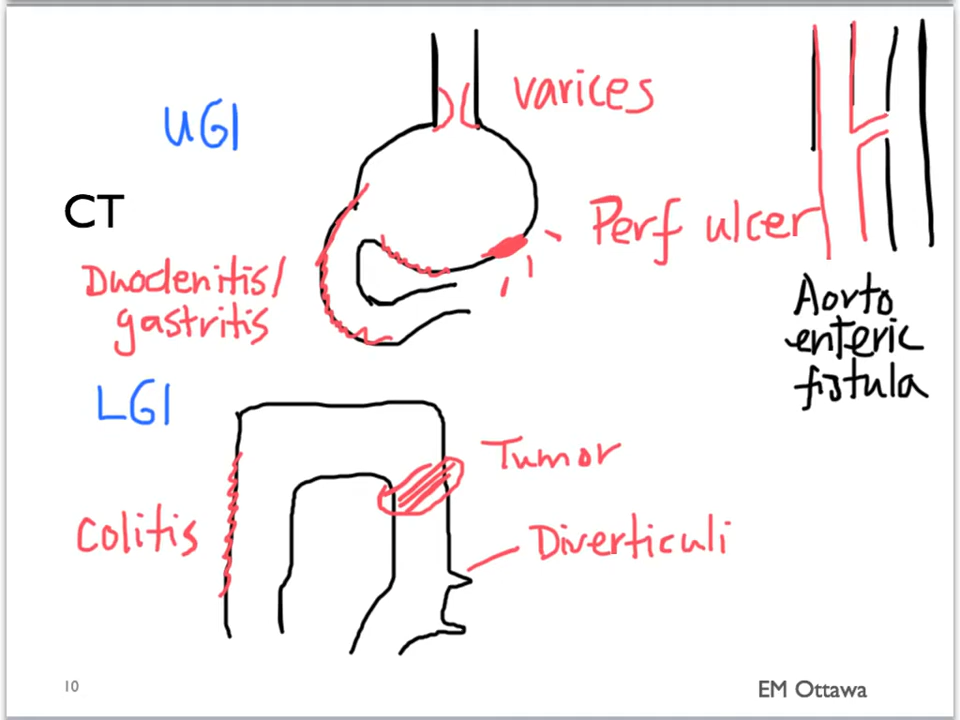 UGI
varices
CT
Perf ulcer
Duodenitis/
gastritis
Aorto
enteric
fistula
LGI
Tumor
Colitis
Diverticuli
10
EM Ottawa